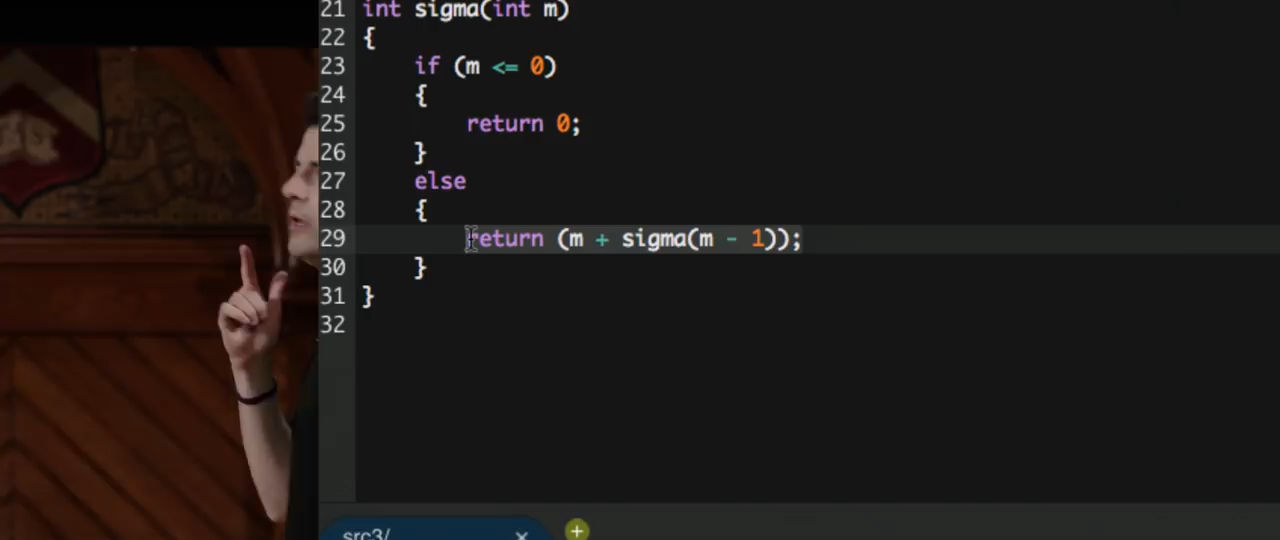 21 int sigma(int m)
22 {
23     if (m <= 0)
24     {
25         return 0;
26     }
27     else
28     {
29         return (m + sigma(m - 1));
30     }
31 }
32
src3/ × +